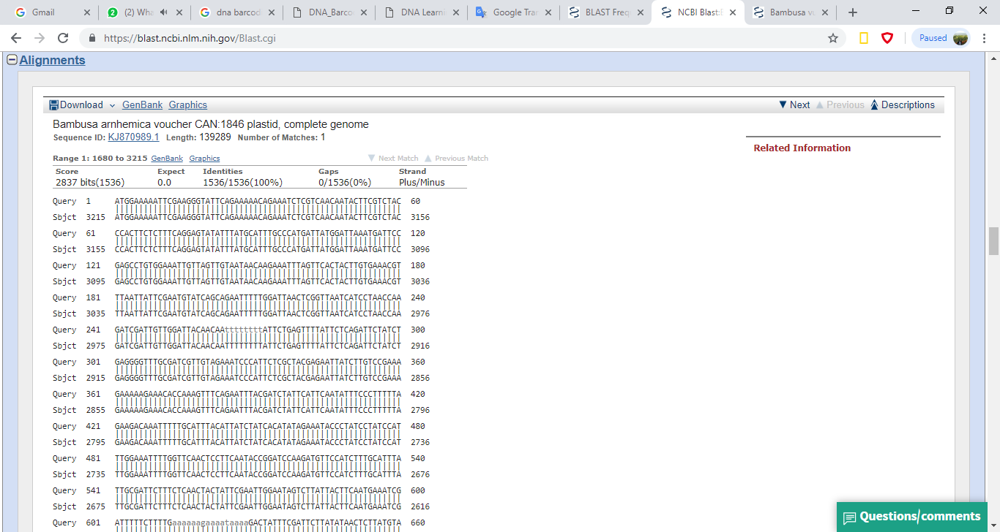 Gmail
(2) Wha
dna barcod
DNA_Barco
DNA Learni
Google Tran
BLAST Freq
NCBI Blast:B
Bambusa vu
https://blast.ncbi.nlm.nih.gov/Blast.cgi
Paused
Alignments
Download GenBank Graphics
Next Previous Descriptions
Bambusa arnhemica voucher CAN:1846 plastid, complete genome
Sequence ID: KJ870989.1 Length: 139289 Number of Matches: 1
Related Information
Range 1: 1680 to 3215 GenBank Graphics Next Match Previous Match
Score Expect Identities Gaps Strand
2837 bits(1536) 0.0 1536/1536(100%) 0/1536(0%) Plus/Minus
Query 1 ATGGAAAAATTCGAAGGGTATTCAGAAAAACAGAAATCTCGTCAACAATACTTCGTCTAC 60
Sbjct 3215 ATGGAAAAATTCGAAGGGTATTCAGAAAAACAGAAATCTCGTCAACAATACTTCGTCTAC 3156
Query 61 CCACTTCTCTTTCAGGAGTATATTTATGCATTTGCCCATGATTATGGATTAAATGATTCC 120
Sbjct 3155 CCACTTCTCTTTCAGGAGTATATTTATGCATTTGCCCATGATTATGGATTAAATGATTCC 3096
Query 121 GAGCCTGTGGAAATTGTTAGTTGTAATAACAAGAAATTTAGTTCACTACTTGTGAAACGT 180
Sbjct 3095 GAGCCTGTGGAAATTGTTAGTTGTAATAACAAGAAATTTAGTTCACTACTTGTGAAACGT 3036
Query 181 TTAATTATTCGAATGTATCAGCAGAATTTTTGGATTAACTCGGTTAATCATCCTAACCAA 240
Sbjct 3035 TTAATTATTCGAATGTATCAGCAGAATTTTTGGATTAACTCGGTTAATCATCCTAACCAA 2976
Query 241 GATCGATTGTTGGATTACAACAAttttttttATTCTGAGTTTTATTCTCAGATTCTATCT 300
Sbjct 2975 GATCGATTGTTGGATTACAACAATTTTTTTTATTCTGAGTTTTATTCTCAGATTCTATCT 2916
Query 301 GAGGGGTTTGCGATCGTTGTAGAAATCCCATTCTCGCTACGAGAATTATCTTGTCCGAAA 360
Sbjct 2915 GAGGGGTTTGCGATCGTTGTAGAAATCCCATTCTCGCTACGAGAATTATCTTGTCCGAAA 2856
Query 361 GAAAAAGAAACACCAAAGTTTCAGAATTTACGATCTATTCATTCAATATTTCCCTTTTTA 420
Sbjct 2855 GAAAAAGAAACACCAAAGTTTCAGAATTTACGATCTATTCATTCAATATTTCCCTTTTTA 2796
Query 421 GAAGACAAATTTTTGCATTTACATTATCTATCACATATAGAAATACCCTATCCTATCCAT 480
Sbjct 2795 GAAGACAAATTTTTGCATTTACATTATCTATCACATATAGAAATACCCTATCCTATCCAT 2736
Query 481 TTGGAAATTTTGGTTCAACTCCTTCAATACCGGATCCAAGATGTTCCATCTTTGCATTTA 540
Sbjct 2735 TTGGAAATTTTGGTTCAACTCCTTCAATACCGGATCCAAGATGTTCCATCTTTGCATTTA 2676
Query 541 TTGCGATTCTTTCTCAACTACTATTCGAATTGGAATAGTCTTATTACTTCAATGAAATCG 600
Sbjct 2675 TTGCGATTCTTTCTCAACTACTATTCGAATTGGAATAGTCTTATTACTTCAATGAAATCG 2616
Query 601 ATTTTTCTTTTGaaaaaagaaaataaaaGACTATTTCGATTCTTATATAACTCTTATGTA 660
Questions/comments